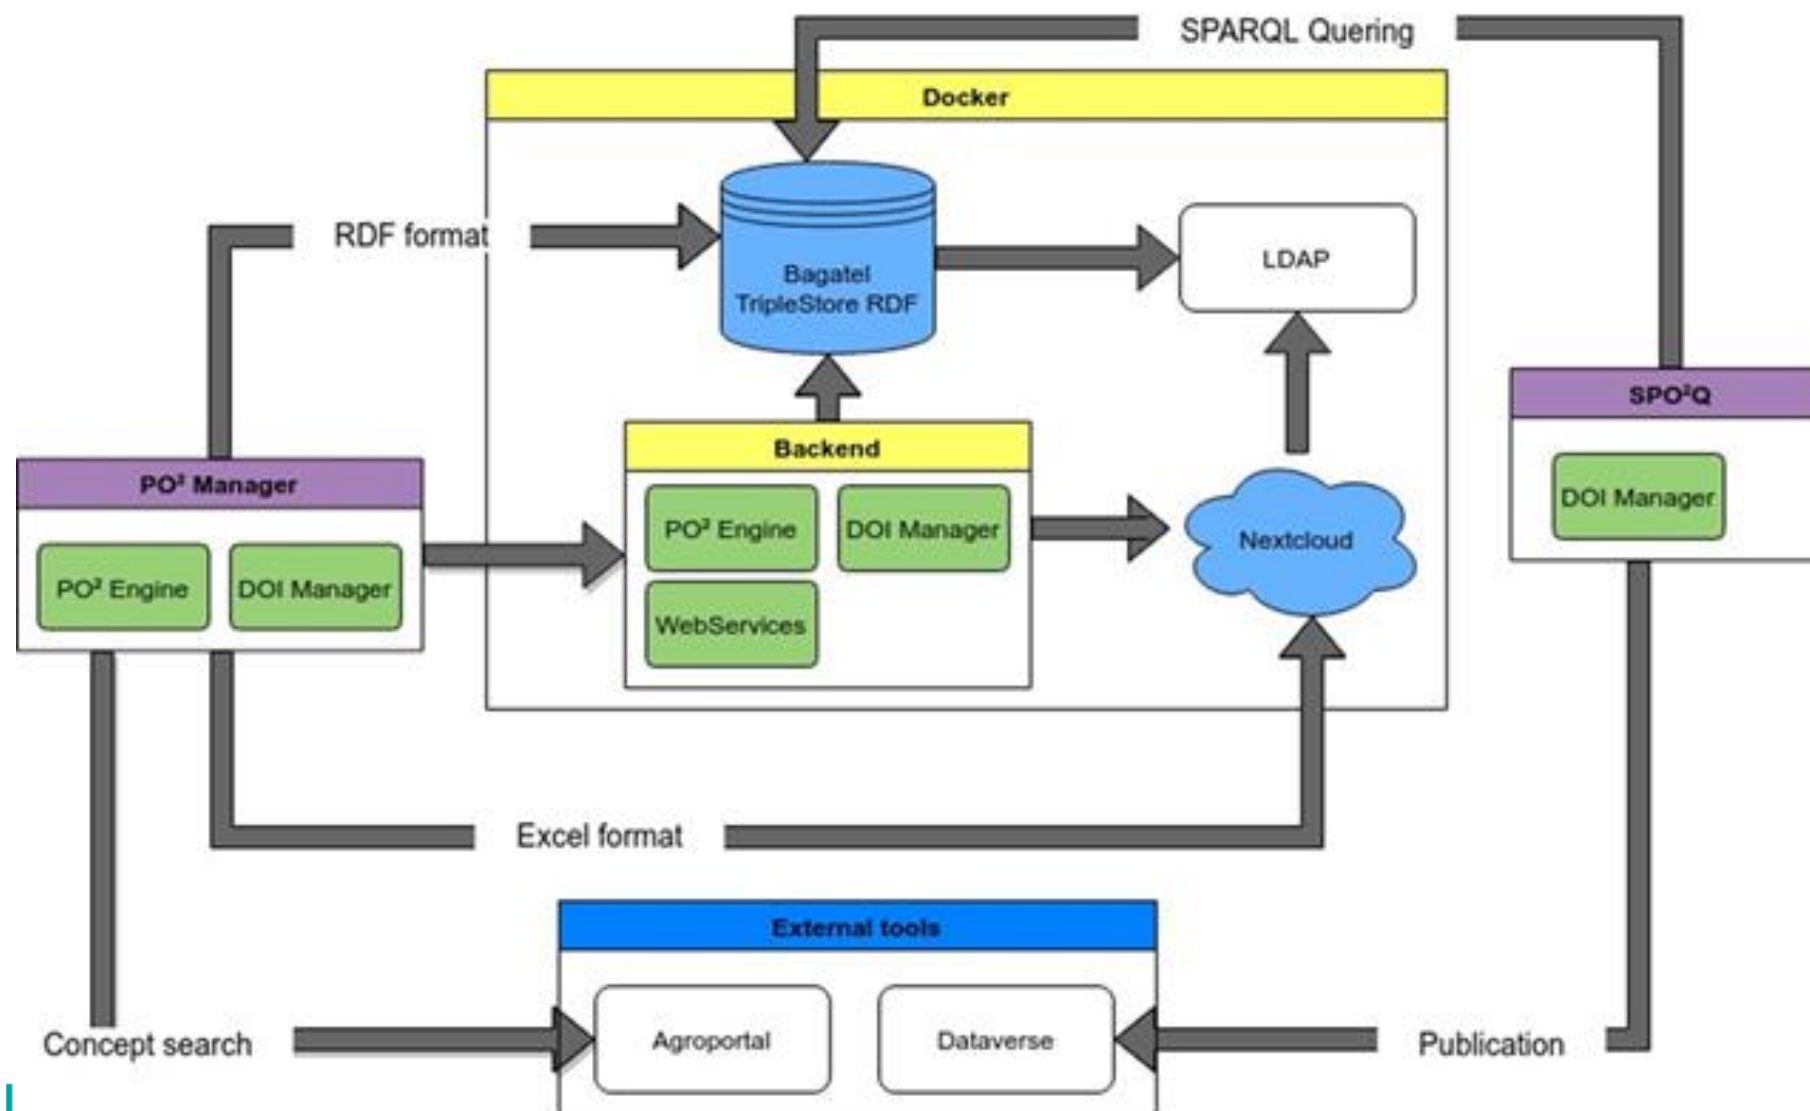 SPARQL Quering
Docker
RDF format
Bagatel
TripleStore RDF
LDAP
SPO²Q
DOI Manager
Backend
PO² Engine
DOI Manager
WebServices
Nextcloud
PO² Manager
PO² Engine
DOI Manager
Excel format
External tools
Concept search
Agroportal
Dataverse
Publication